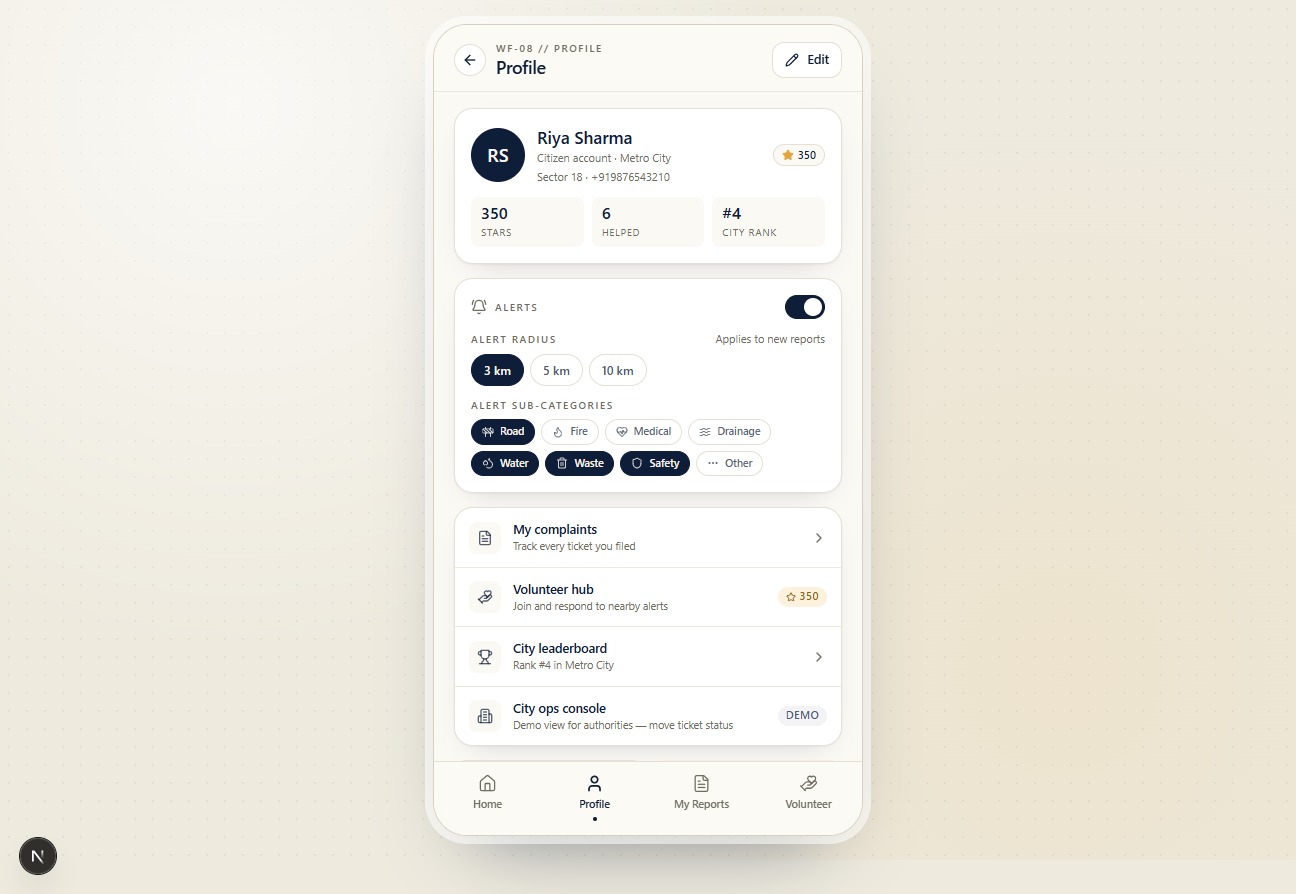 WF-08 // PROFILE
Profile
Edit
RS
Riya Sharma
Citizen account · Metro City
Sector 18 · +919876543210
350
350
STARS
6
HELPED
#4
CITY RANK
ALERTS
ALERT RADIUS
Applies to new reports
3 km
5 km
10 km
ALERT SUB-CATEGORIES
Road
Fire
Medical
Drainage
Water
Waste
Safety
Other
My complaints
Track every ticket you filed
Volunteer hub
Join and respond to nearby alerts
350
City leaderboard
Rank #4 in Metro City
City ops console
Demo view for authorities — move ticket status
DEMO
Home
Profile
My Reports
Volunteer
N